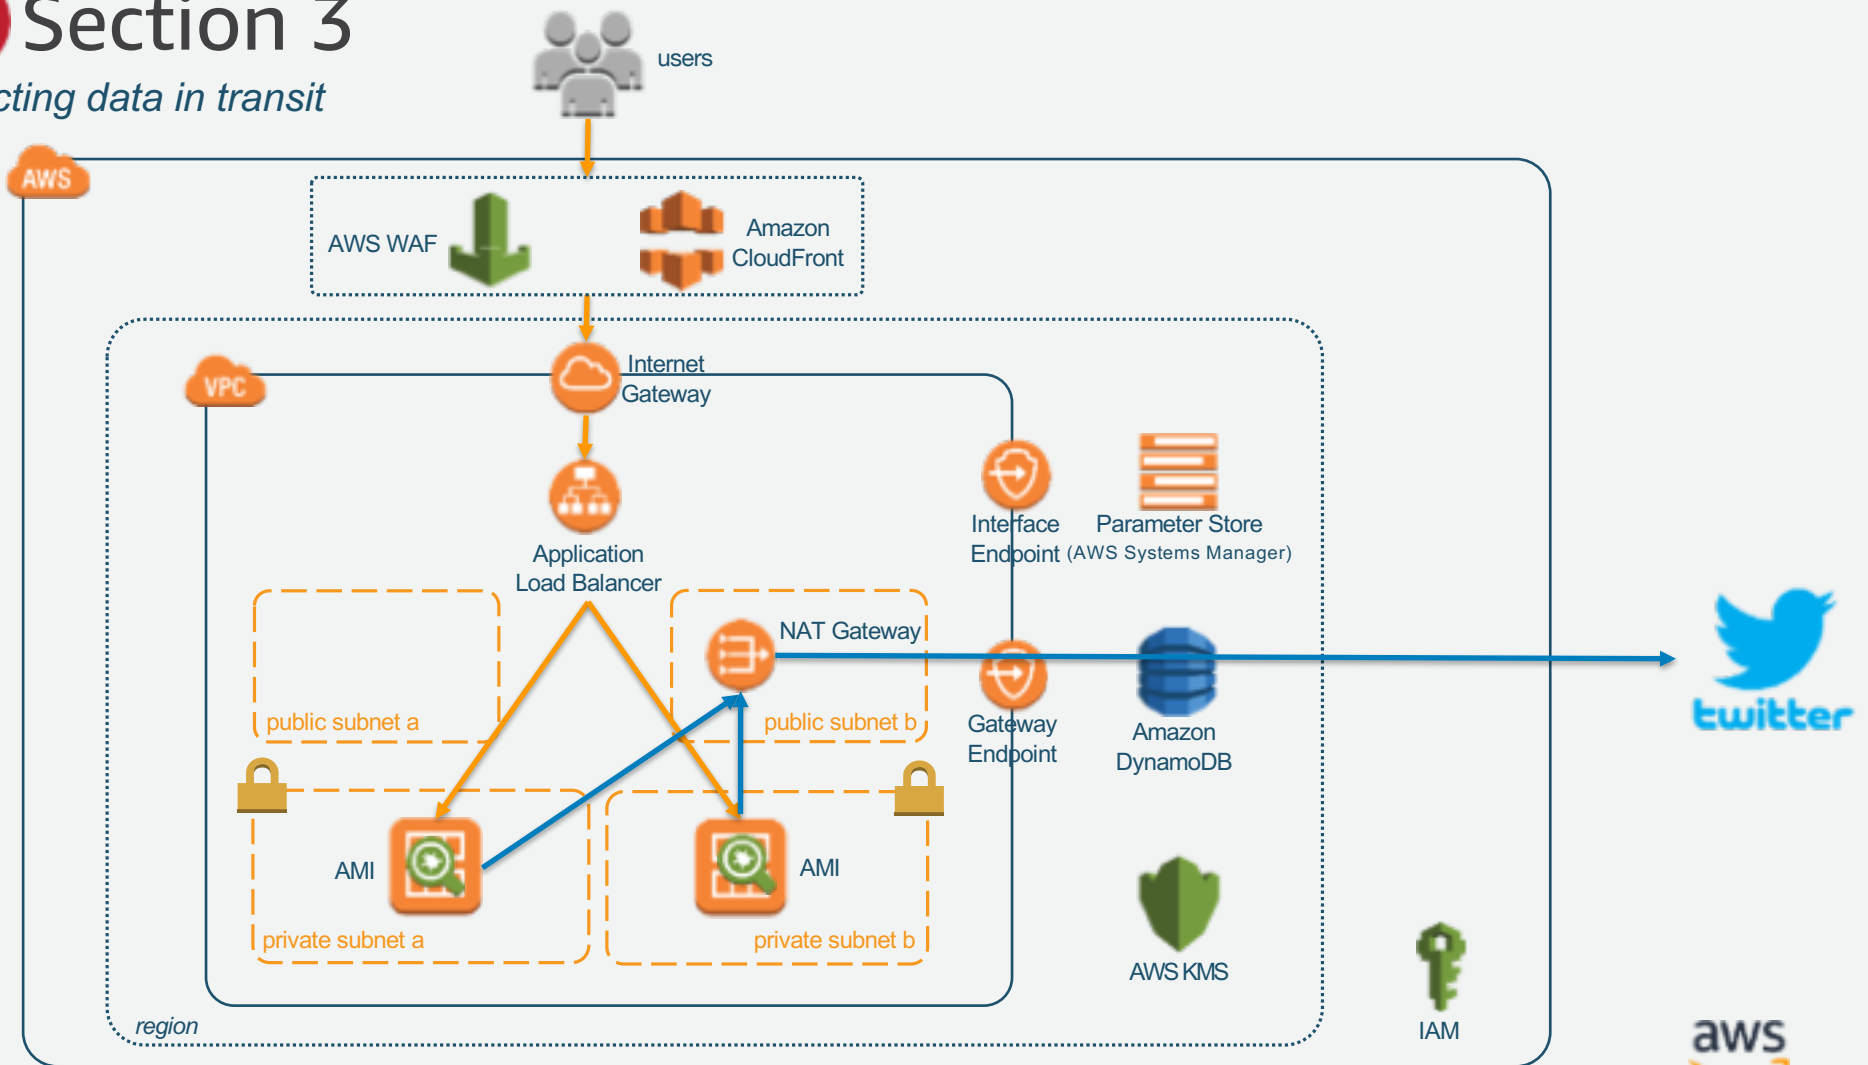 Section 3
cting data in transit
users
AWS
AWS WAF
Amazon
CloudFront
VPC
Internet
Gateway
Interface
Endpoint
Parameter Store
(AWS Systems Manager)
Application
Load Balancer
NAT Gateway
public subnet a
public subnet b
Gateway
Endpoint
Amazon
DynamoDB
twitter
AMI
AMI
private subnet a
private subnet b
AWS KMS
IAM
region
aws